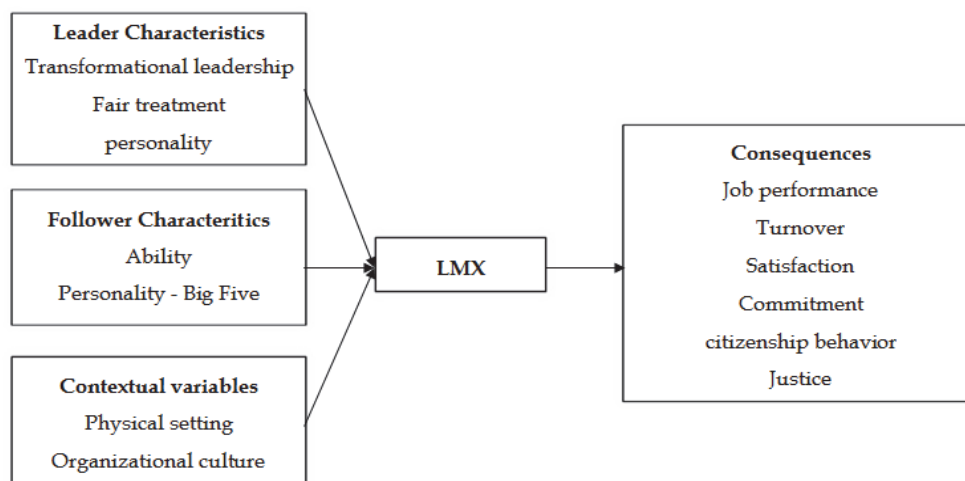 Leader Characteristics
Transformational leadership
Fair treatment
personality
Follower Characteritics
Ability
Personality - Big Five
Contextual variables
Physical setting
Organizational culture
LMX
Consequences
Job performance
Turnover
Satisfaction
Commitment
citizenship behavior
Justice